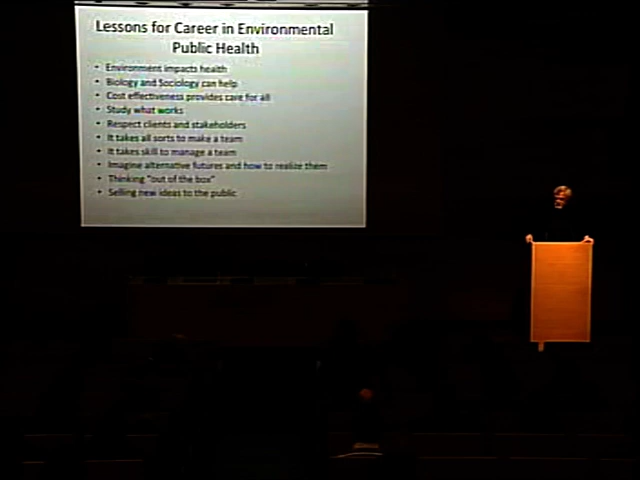 Lessons for Career in Environmental
Public Health
• Environment impacts health
• Biology and Sociology can help
• Cost effectiveness provides care for all
• Study what works
• Respect clients and stakeholders
• It takes all sorts to make a team
• It takes skill to manage a team
• Imagine alternative futures and how to realize them
• Thinking "out of the box"
• Selling new ideas to the public